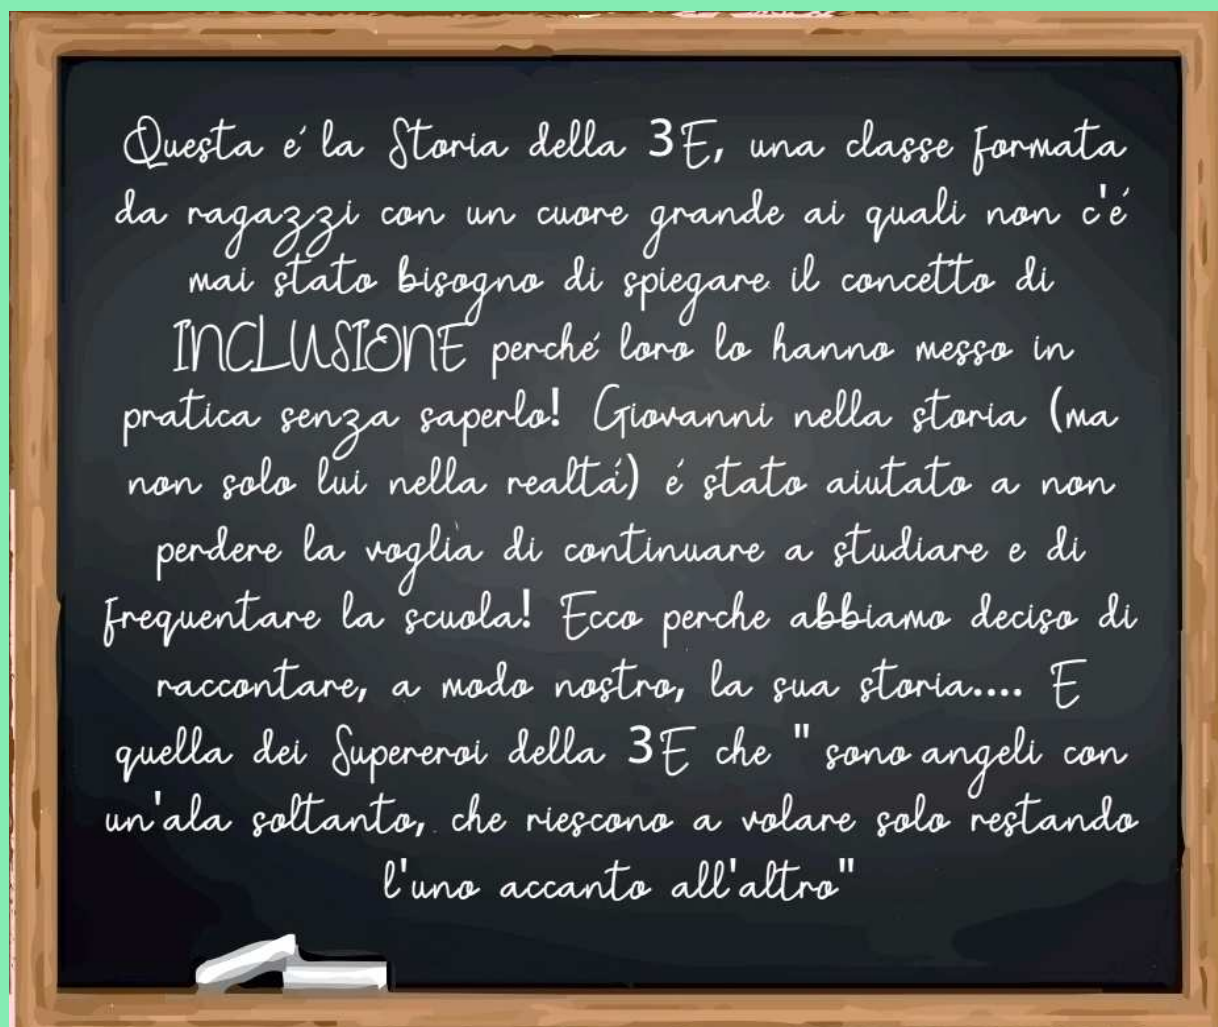 Questa é la Storia della 3E, una classe formata
da ragazzi con un cuore grande ai quali non c'é
mai stato bisogno di spiegare il concetto di
INCLUSIONE perché loro lo hanno messo in
pratica senza saperlo! Giovanni nella storia (ma
non solo lui nella realtá) é stato aiutato a non
perdere la voglia di continuare a studiare e di
frequentare la scuola! Ecco perche abbiamo deciso di
raccontare, a modo nostro, la sua storia.... E
quella dei Supereroi della 3E che " sono angeli con
un'ala soltanto, che riescono a volare solo restando
l'uno accanto all'altro"